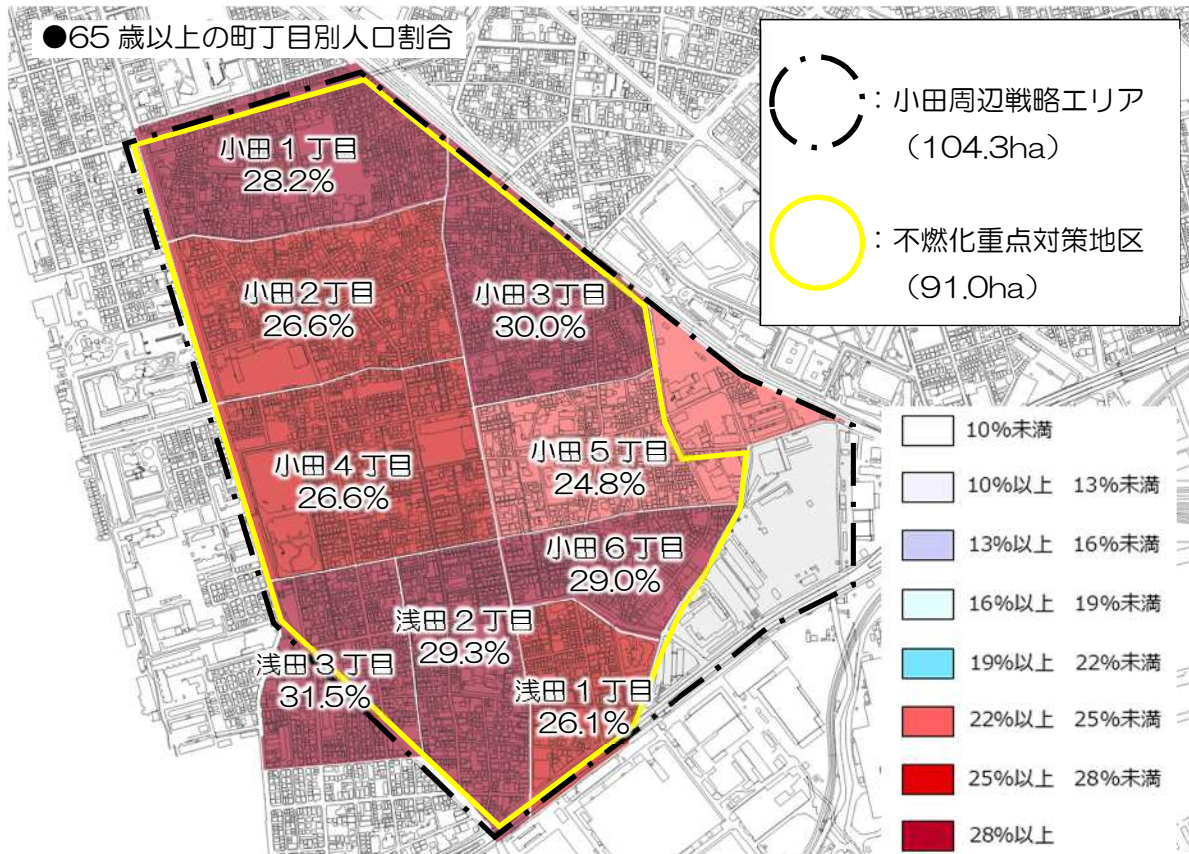 ●65 歳以上の町丁目別人口割合
：小田周辺戦略エリア
（104.3ha）
：不燃化重点対策地区
（91.0ha）
小田１丁目
28.2%
小田２丁目
26.6%
小田３丁目
30.0%
小田４丁目
26.6%
小田５丁目
24.8%
小田６丁目
29.0%
浅田２丁目
29.3%
浅田３丁目
31.5%
浅田１丁目
26.1%
10%未満
10%以上　13%未満
13%以上　16%未満
16%以上　19%未満
19%以上　22%未満
22%以上　25%未満
25%以上　28%未満
28%以上